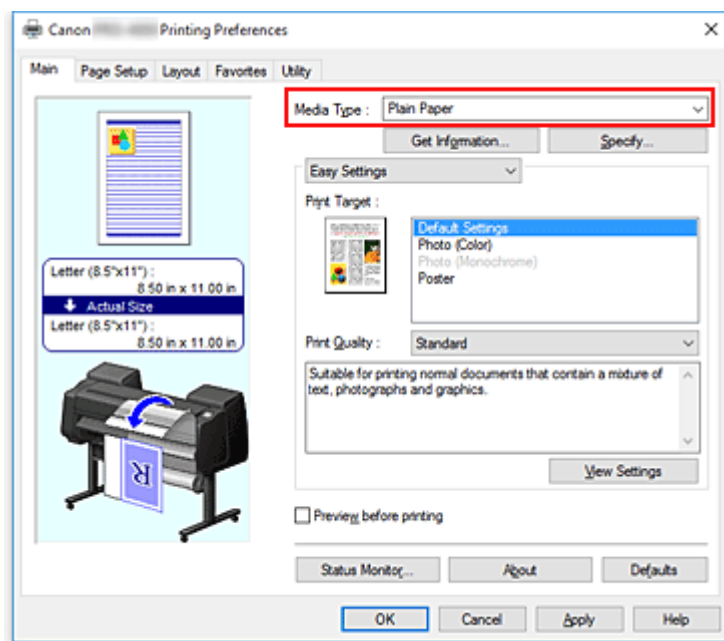 Canon Printing Preferences
Main Page Setup Layout Favorites Utility
Media Type : Plain Paper
Get Information... Specify...
Easy Settings
Print Target :
Default Settings
Photo (Color)
Photo (Monochrome)
Poster
Letter (8.5"x11") :
8.50 in x 11.00 in
Actual Size
Letter (8.5"x11") :
8.50 in x 11.00 in
Print Quality : Standard
Suitable for printing normal documents that contain a mixture of
text, photographs and graphics.
R
View Settings
Preview before printing
Status Monitor... About Defaults
OK Cancel Apply Help